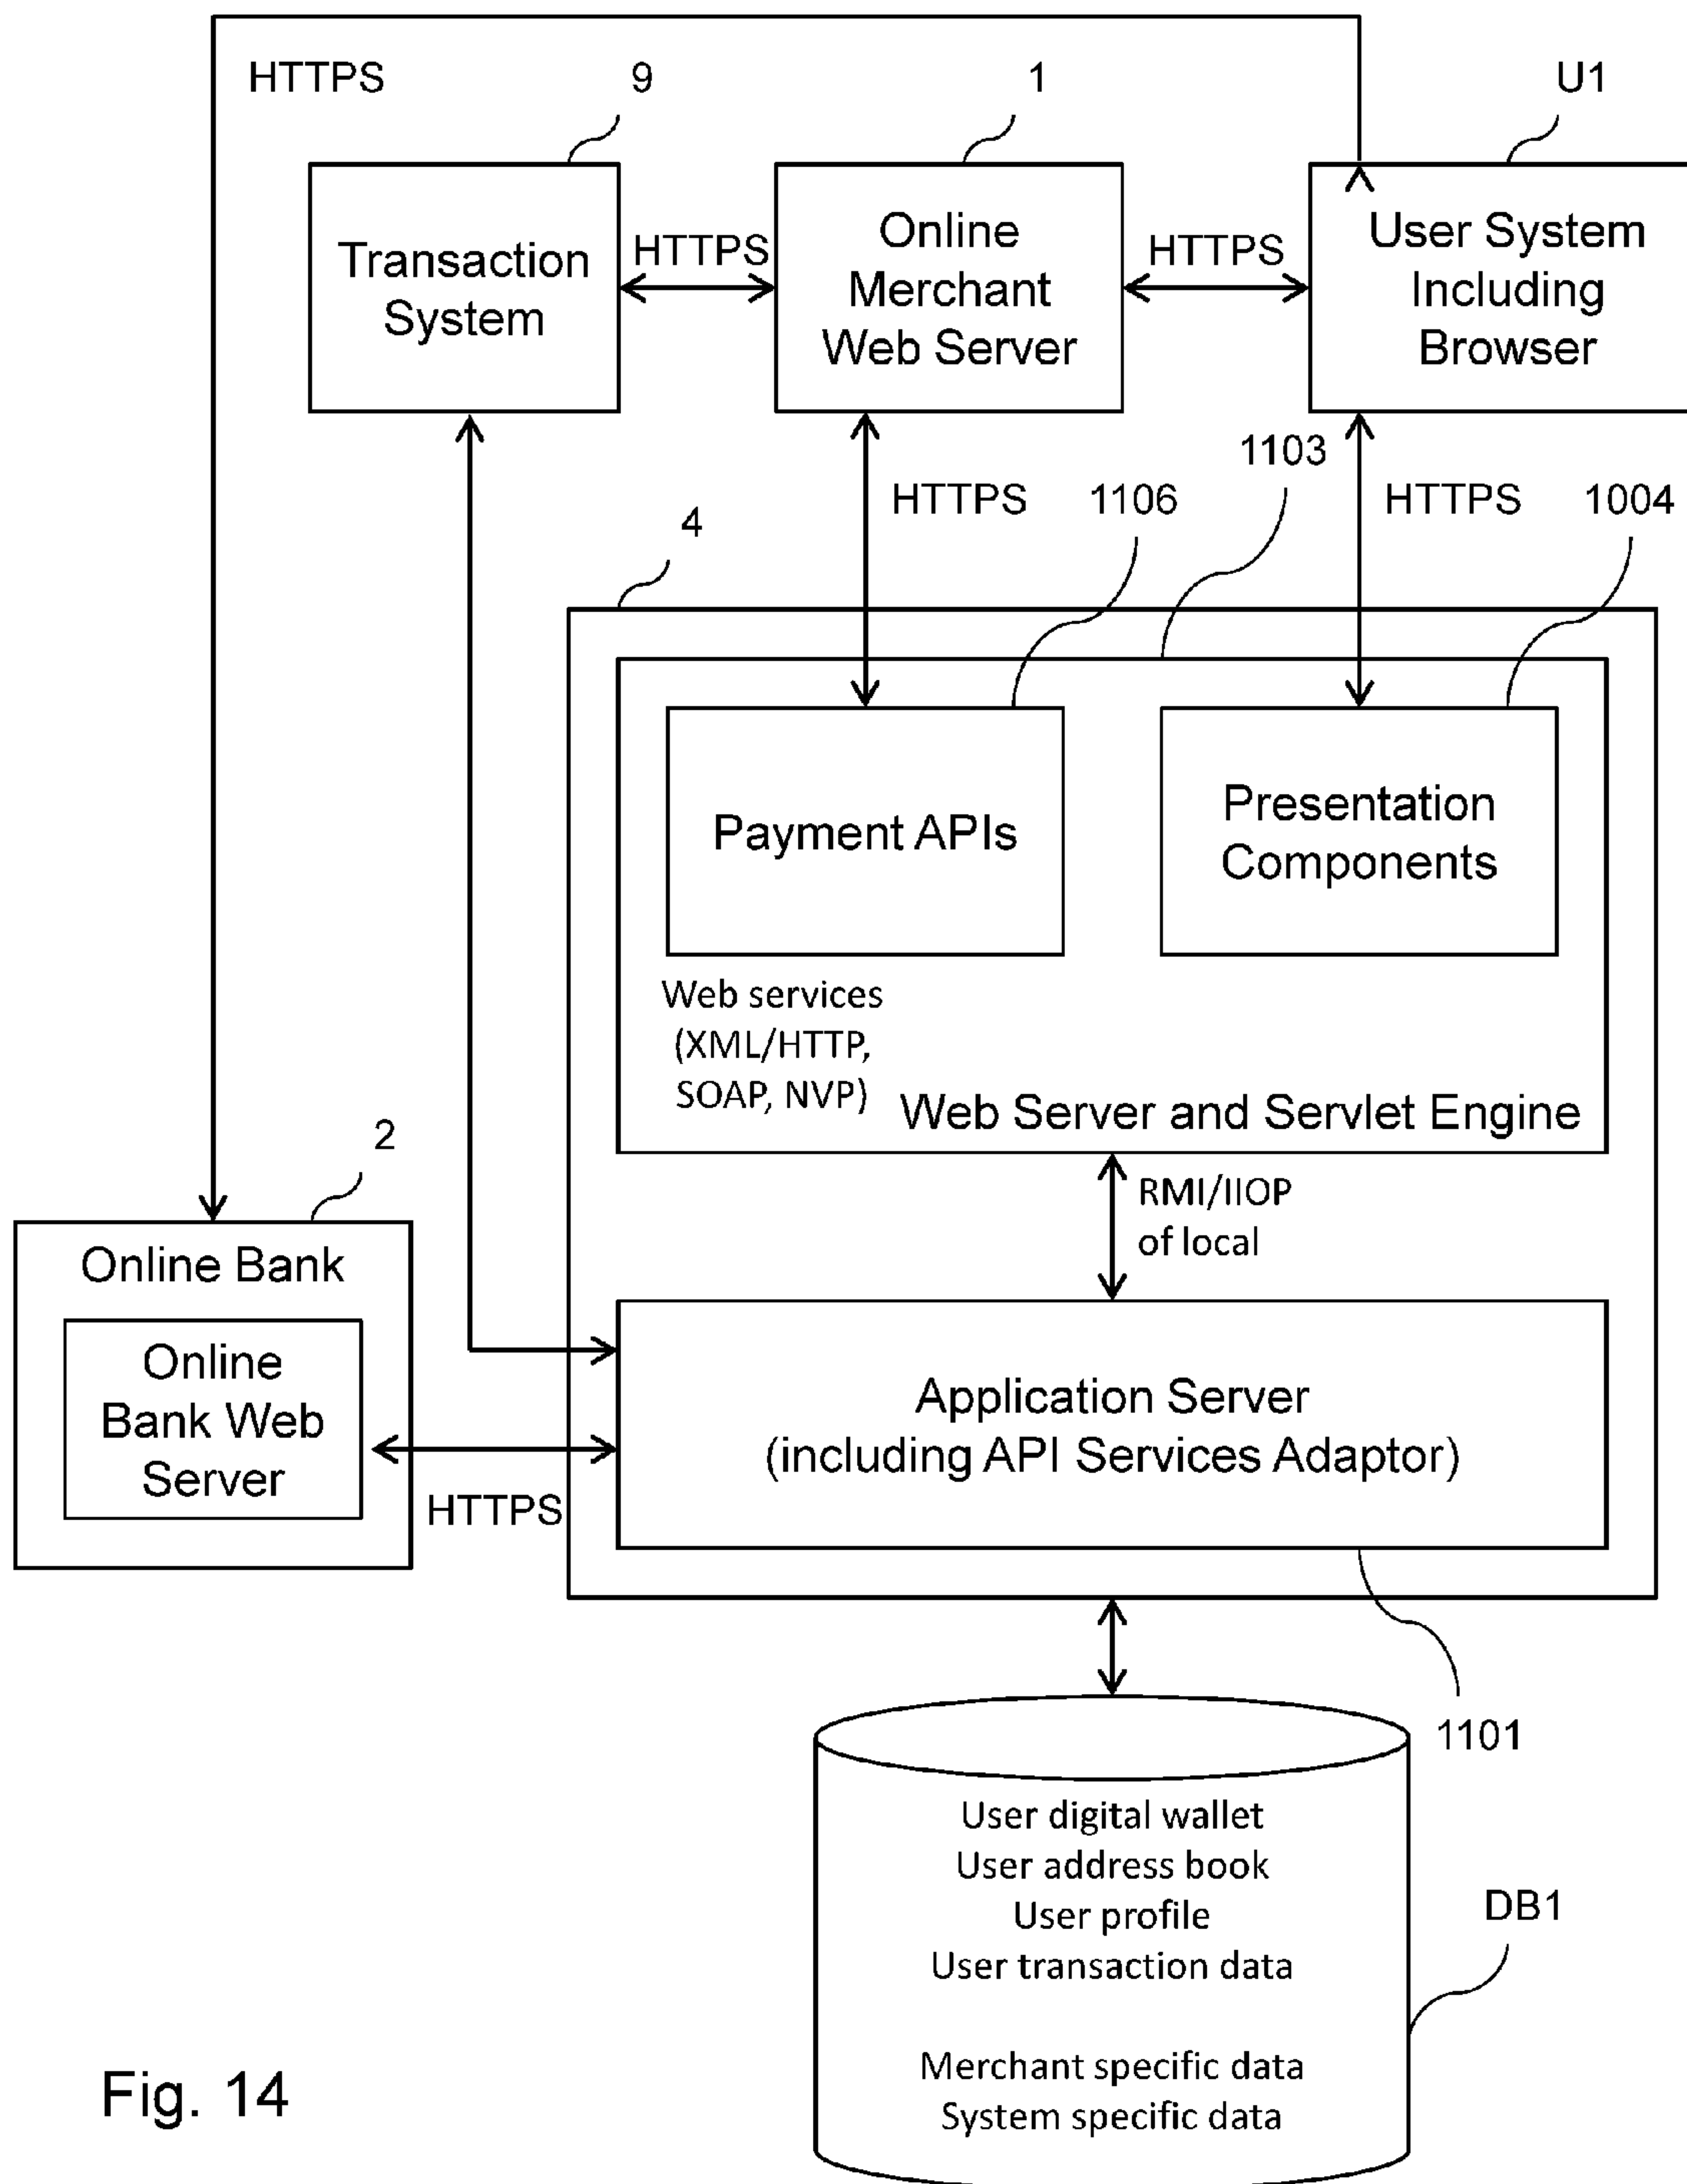 HTTPS
9
1
U1
Transaction
System
HTTPS
Online
Merchant
Web Server
HTTPS
User System
Including
Browser
1103
HTTPS
1106
HTTPS
1004
4
Payment APIs
Presentation
Components
Web services
(XML/HTTP,
SOAP, NVP)
Web Server and Servlet Engine
2
RMI/IIOP
of local
Online Bank
Online
Bank Web
Server
HTTPS
Application Server
(including API Services Adaptor)
1101
User digital wallet
User address book
User profile
User transaction data
Merchant specific data
System specific data
DB1
Fig. 14